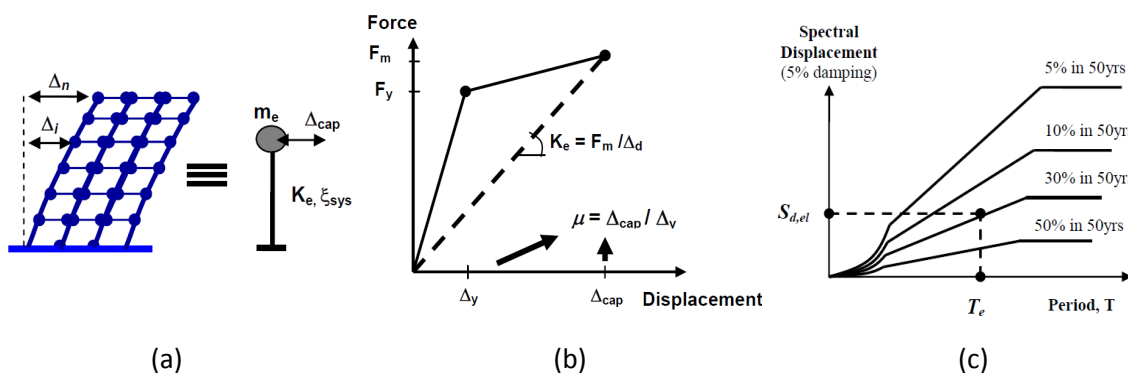 Δn
Δi
me
Δcap
Ke, ξsys
(a)
Force
Fm
Fy
Ke = Fm /Δd
μ = Δcap / Δy
Δy
Δcap
Displacement
(b)
Spectral
Displacement
(5% damping)
5% in 50yrs
10% in 50yrs
30% in 50yrs
50% in 50yrs
Sd,el
Te
Period, T
(c)